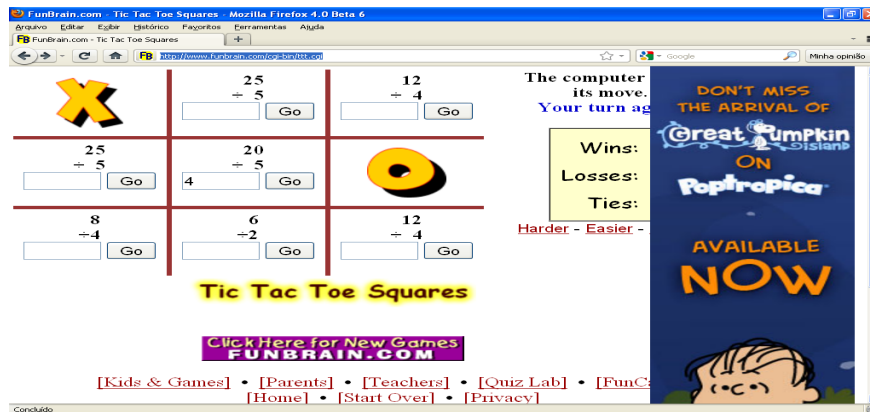 FunBrain.com - Tic Tac Toe Squares - Mozilla Firefox 4.0 Beta 6
Arquivo Editar Exibir Histórico Favoritos Ferramentas Ajuda
FB FunBrain.com - Tic Tac Toe Squares
FB http://www.funbrain.com/cgi-bin/ttt.cgi
Google
Minha opinião
X
25
÷ 5
Go
12
÷ 4
Go
25
÷ 5
Go
20
÷ 5
4
Go
O
8
÷4
Go
6
÷2
Go
12
÷ 4
Go
Tic Tac Toe Squares
Click Here for New Games
FUNBRAIN.COM
[Kids & Games] • [Parents] • [Teachers] • [Quiz Lab] • [FunC
[Home] • [Start Over] • [Privacy]
The computer
its move.
Your turn ag
Wins:
Losses:
Ties:
Harder - Easier -
DON'T MISS
THE ARRIVAL OF
Great Pumpkin
Island
ON
Poptropica
AVAILABLE
NOW
Concluído